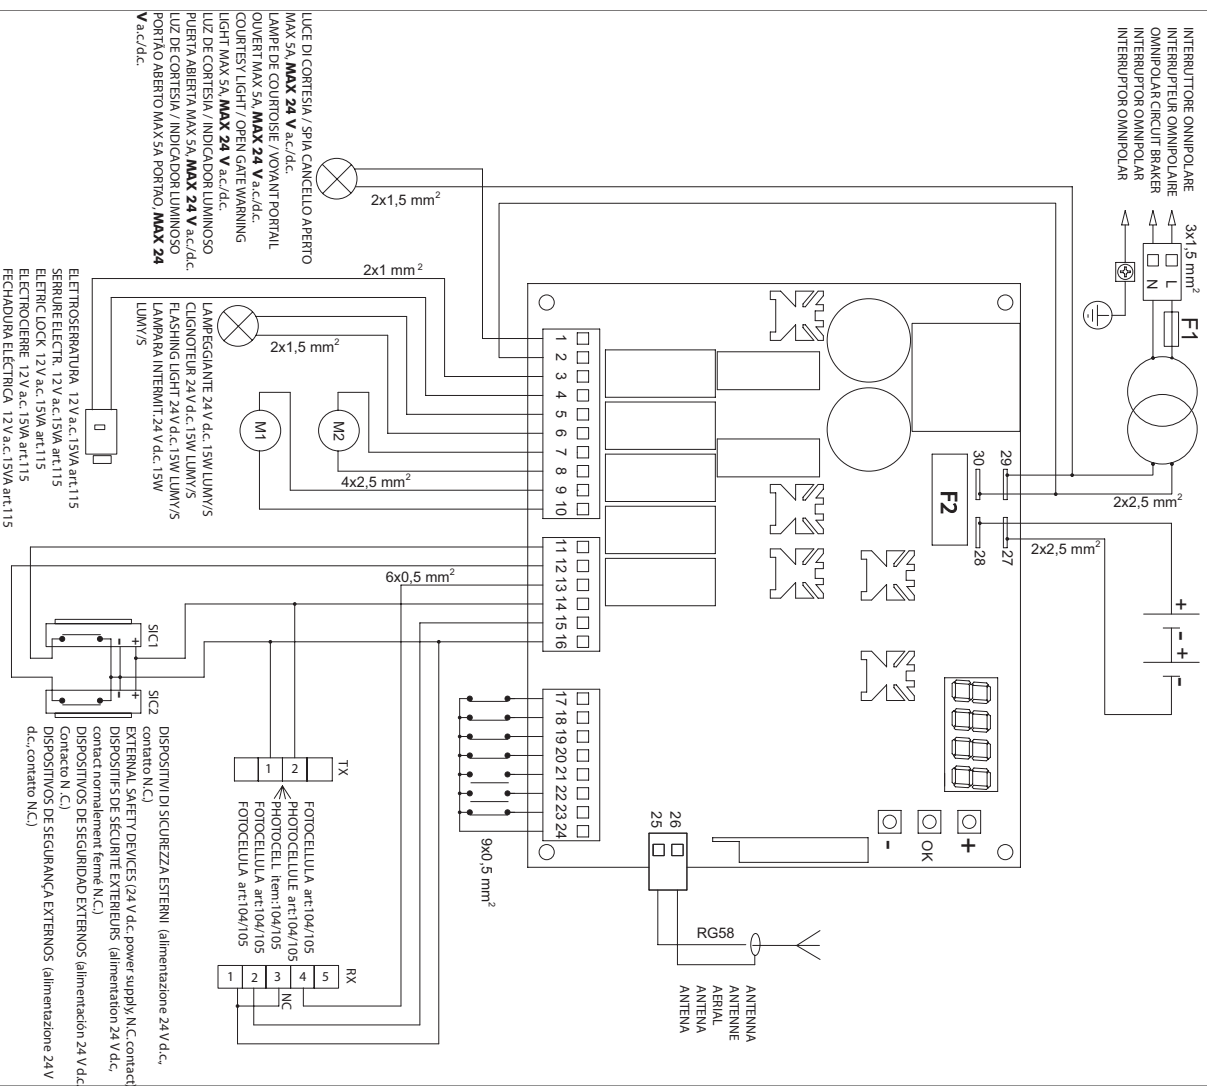 INTERRUTTORE ONNIPOLARE
INTERRUPTEUR OMNIPOLAIRE
OMNIPOLAR CIRCUIT BRAKER
INTERRUPTOR OMNIPOLAR
INTERRUPTOR OMNIPOLAR
3x1,5 mm²
L
N
F1
LUCE DI CORTESIA / SPIA CANCELLO APERTO
MAX 5A, MAX 24 V a.c./d.c.
LAMPE DE COURTOISIE / VOYANT PORTAIL
OUVERT MAX 5A, MAX 24 V a.c./d.c.
COURTESY LIGHT / OPEN GATE WARNING
LIGHT MAX 5A, MAX 24 V a.c./d.c.
LUZ DE CORTESIA / INDICADOR LUMINOSO
PUERTA ABIERTA MAX 5A, MAX 24 V a.c./d.c.
LUZ DE CORTESIA / INDICADOR LUMINOSO
PORTÃO ABERTO MAX 5A PORTAO, MAX 24
V a.c./d.c.
2x1,5 mm²
2x1 mm²
2x1,5 mm²
LAMPEGGIANTE 24 V d.c. 15W LUMY/S
CLIGNOTEUR 24 V d.c. 15W LUMY/S
FLASHING LIGHT 24 V d.c. 15W LUMY/S
LAMPARA INTERMIT. 24 V d.c. 15W
LUMY/S
M1
M2
4x2,5 mm²
ELETTROSERRATURA 12 V a.c. 15VA art.115
SERRURE ELECTR. 12 V a.c. 15VA art.115
ELETRIC LOCK 12 V a.c. 15VA art.115
ELECTROCIERRE 12 V a.c. 15VA art.115
FECHADURA ELÉCTRICA 12 V a.c. 15VA art.115
1
2
3
4
5
6
7
8
9
10
11
12
13
14
15
16
17
18
19
20
21
22
23
24
29
30
F2
27
28
2x2,5 mm²
2x2,5 mm²
+
-
+
-
+
OK
-
26
25
RG58
ANTENNA
ANTENNE
AERIAL
ANTENA
ANTENA
6x0,5 mm²
9x0,5 mm²
SIC1
+
-
SIC2
+
-
TX
1
2
FOTOCELLULA art:104/105
PHOTOCELLULE art:104/105
PHOTOCELL item:104/105
FOTOCELLULA art:104/105
FOTOCELULA art:104/105
RX
1
2
3
4
5
NC
DISPOSITIVI DI SICUREZZA ESTERNI (alimentazione 24 V d.c.,
contatto N.C.)
EXTERNAL SAFETY DEVICES (24 V d.c. power supply, N.C. contact)
DISPOSITIFS DE SÉCURITÉ EXTERIEURS (alimentation 24 V d.c,
contact normalement fermé N.C.)
DISPOSITIVOS DE SEGURIDAD EXTERNOS (alimentación 24 V d.c.
Contacto N .C.)
DISPOSITIVOS DE SEGURANÇA EXTERNOS (alimentazione 24 V
d.c., contatto N.C.)